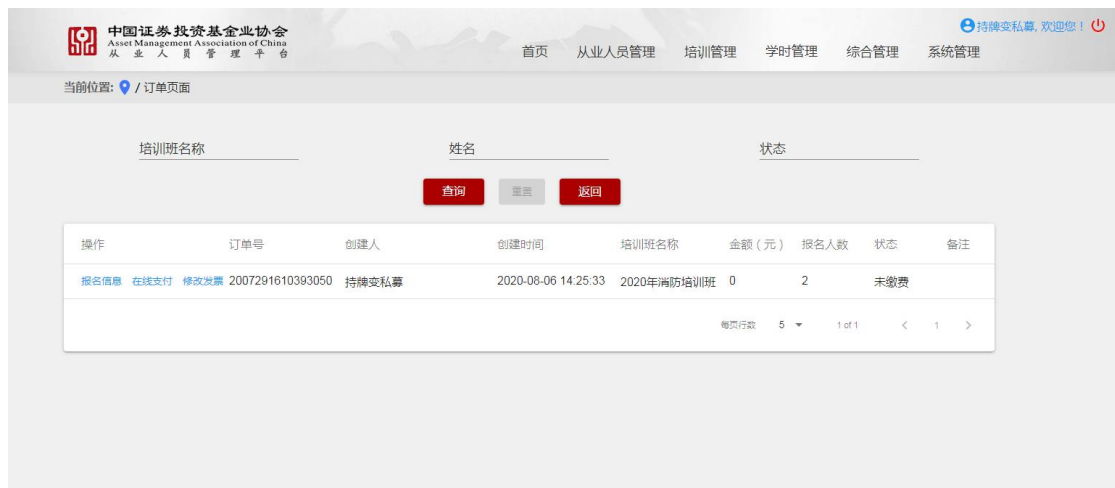 中国证券投资基金业协会
Asset Management Association of China
从业人员管理平台
持牌变私募, 欢迎您！
首页 从业人员管理 培训管理 学时管理 综合管理 系统管理
当前位置: / 订单页面
培训班名称 姓名 状态
查询 重置 返回
操作 订单号 创建人 创建时间 培训班名称 金额（元） 报名人数 状态 备注
报名信息 在线支付 修改发票 2007291610393050 持牌变私募 2020-08-06 14:25:33 2020年消防培训班 0 2 未缴费
每页行数 5 1 of 1 < 1 >